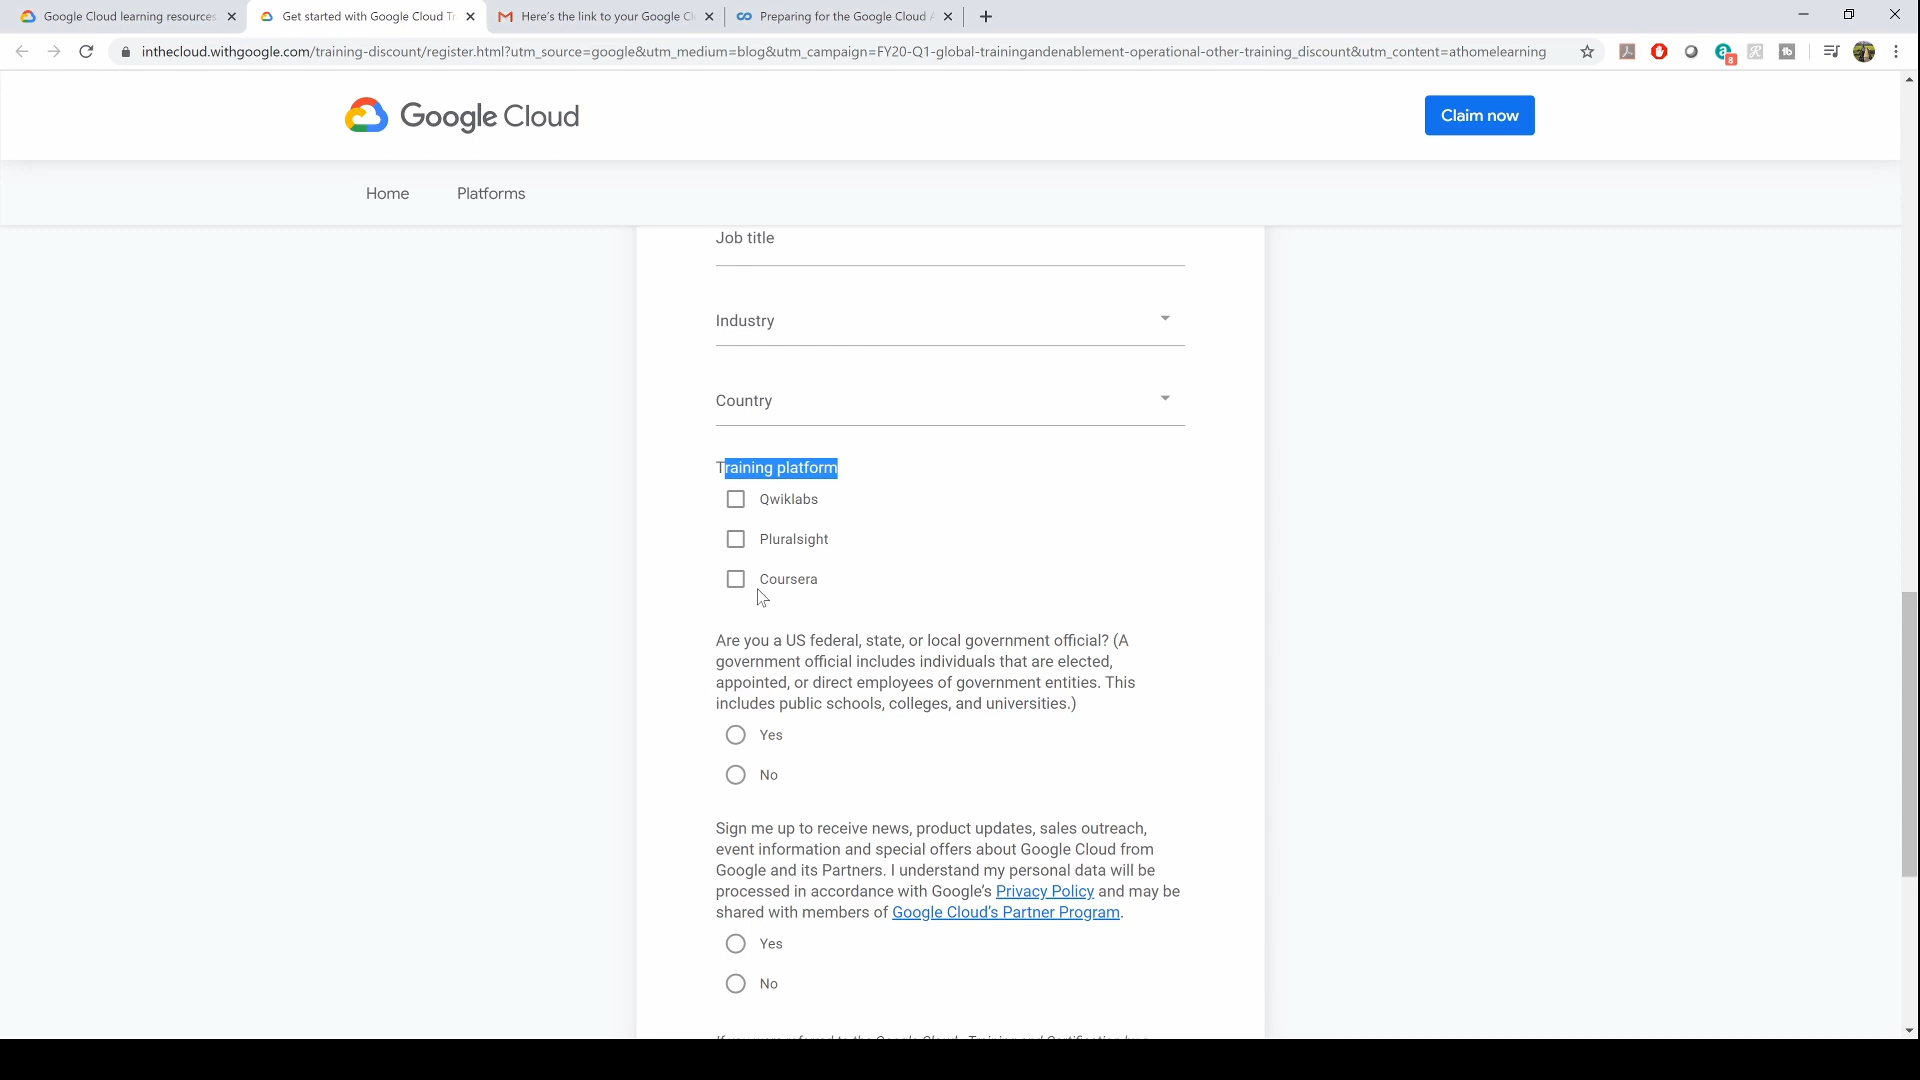 Google Cloud learning resources
Get started with Google Cloud Tr
Here's the link to your Google Cl
Preparing for the Google Cloud A
inthecloud.withgoogle.com/training-discount/register.html?utm_source=google&utm_medium=blog&utm_campaign=FY20-Q1-global-trainingandenablement-operational-other-training_discount&utm_content=athomelearning
8
Google Cloud
Claim now
Home
Platforms
Job title
Industry
Country
Training platform
Qwiklabs
Pluralsight
Coursera
Are you a US federal, state, or local government official? (A
government official includes individuals that are elected,
appointed, or direct employees of government entities. This
includes public schools, colleges, and universities.)
Yes
No
Sign me up to receive news, product updates, sales outreach,
event information and special offers about Google Cloud from
Google and its Partners. I understand my personal data will be
processed in accordance with Google's Privacy Policy and may be
shared with members of Google Cloud's Partner Program.
Yes
No